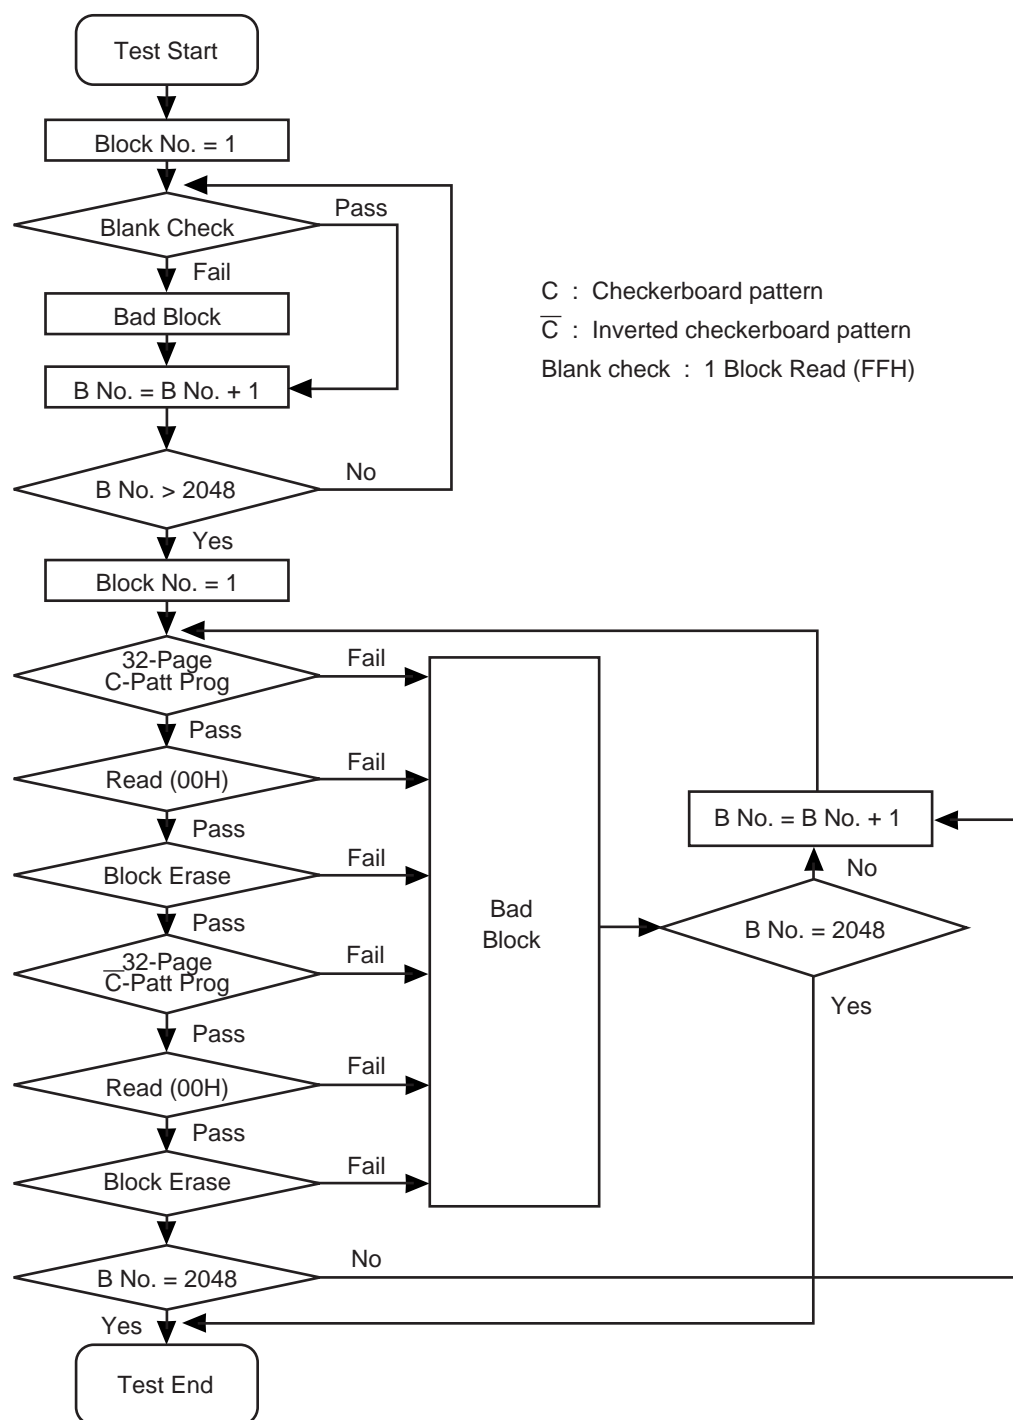 Test Start
Block No. = 1
Blank Check
Pass
Fail
Bad Block
B No. = B No. + 1
B No. > 2048
No
Yes
C : Checkerboard pattern
C̅ : Inverted checkerboard pattern
Blank check : 1 Block Read (FFH)
Block No. = 1
32-Page
C-Patt Prog
Fail
Pass
Read (00H)
Fail
Pass
Block Erase
Fail
Pass
32-Page
C̅-Patt Prog
Fail
Pass
Read (00H)
Fail
Pass
Block Erase
Fail
Bad
Block
B No. = B No. + 1
No
B No. = 2048
Yes
B No. = 2048
No
Yes
Test End